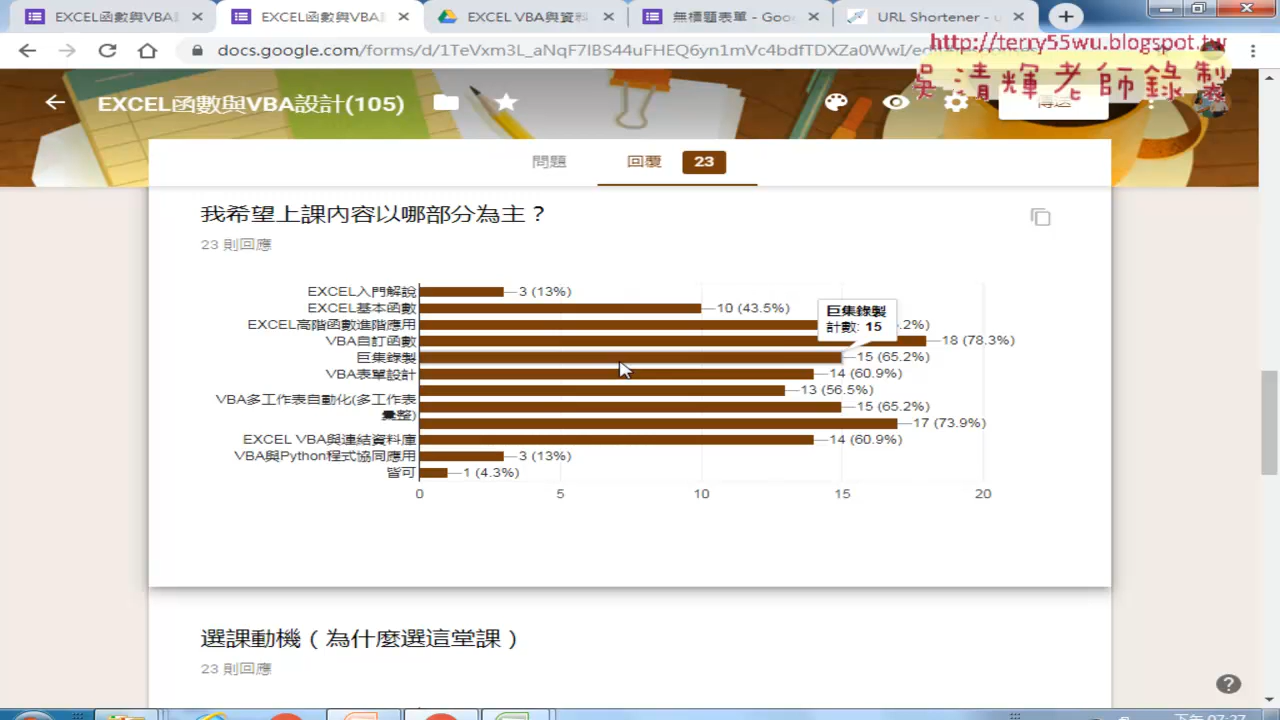 EXCEL函數與VBA設
EXCEL函數與VBA設
EXCEL VBA與資料
無標題表單 - Goo
URL Shortener - u
docs.google.com/forms/d/1TeVxm3L_aNqF7lBS44uFHEQ6yn1mVc4bdfTDXZa0WwI/ed
http://terry55wu.blogspot.tw
吳清輝老師錄製
EXCEL函數與VBA設計(105)
問題
回覆
23
我希望上課內容以哪部分為主？
23 則回應
EXCEL入門解說
3 (13%)
EXCEL基本函數
10 (43.5%)
EXCEL高階函數進階應用
.2%)
VBA自訂函數
18 (78.3%)
巨集錄製
計數: 15
巨集錄製
15 (65.2%)
VBA表單設計
14 (60.9%)
13 (56.5%)
VBA多工作表自動化(多工作表
彙整)
15 (65.2%)
17 (73.9%)
EXCEL VBA與連結資料庫
14 (60.9%)
VBA與Python程式協同應用
3 (13%)
皆可
1 (4.3%)
0 5 10 15 20
選課動機（為什麼選這堂課）
23 則回應
下午 07:27